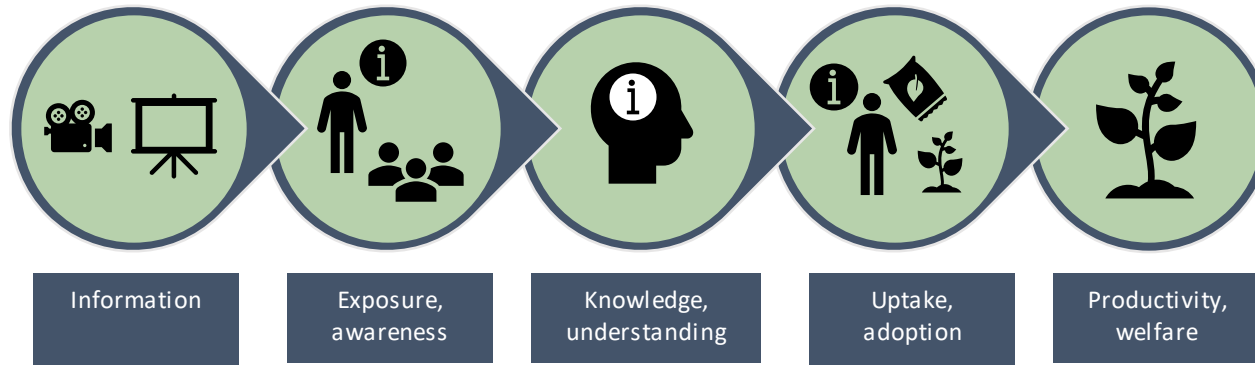 i
i
i
Information
Exposure,
awareness
Knowledge,
understanding
Uptake,
adoption
Productivity,
welfare